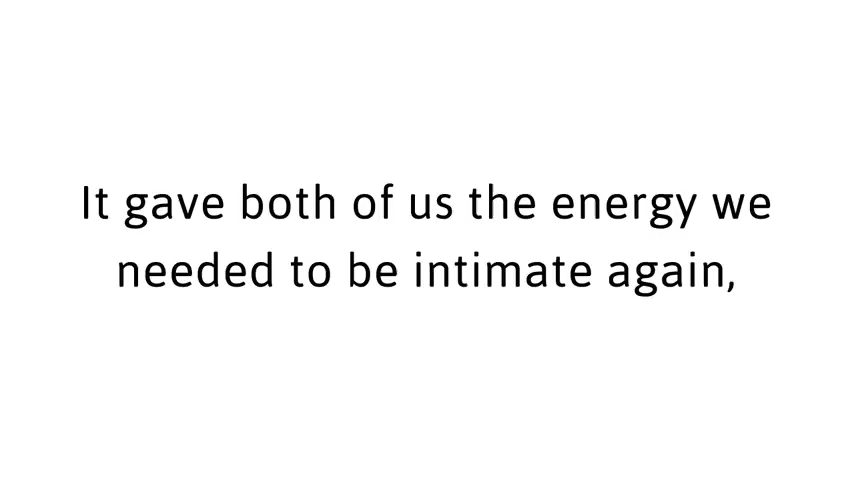 It gave both of us the energy we
needed to be intimate again,